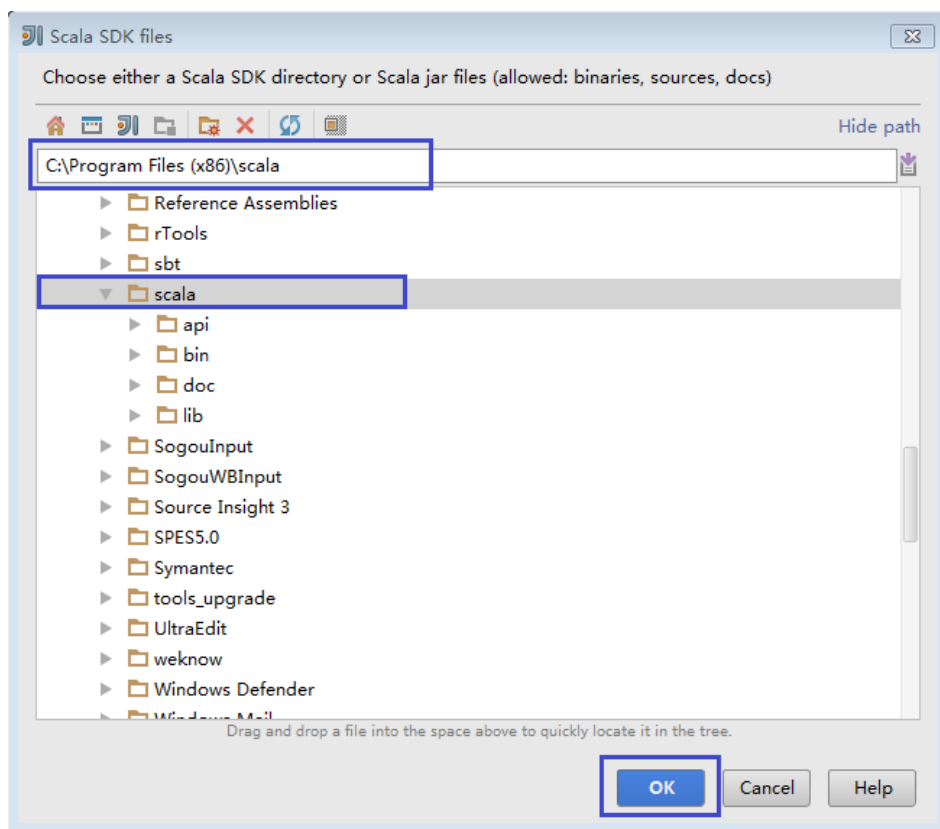 Scala SDK files
Choose either a Scala SDK directory or Scala jar files (allowed: binaries, sources, docs)
Hide path
C:\Program Files (x86)\scala
Reference Assemblies
rTools
sbt
scala
api
bin
doc
lib
SogouInput
SogouWBInput
Source Insight 3
SPES5.0
Symantec
tools_upgrade
UltraEdit
weknow
Windows Defender
Windows Mail
Drag and drop a file into the space above to quickly locate it in the tree.
OK Cancel Help